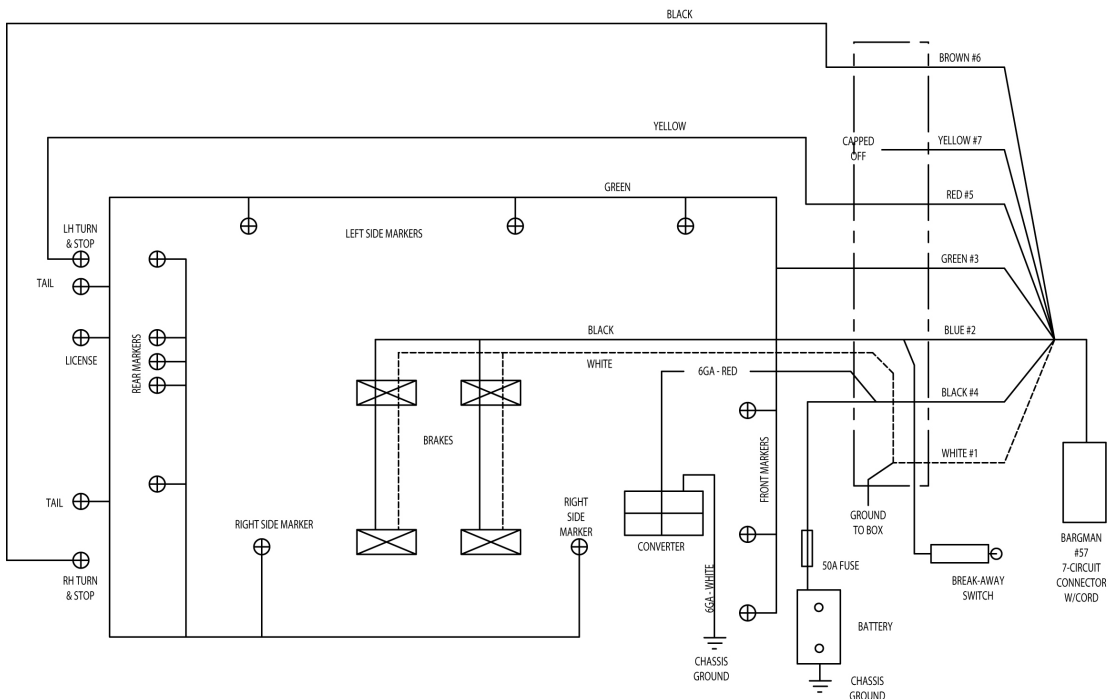 BLACK
BROWN #6
YELLOW
CAPPED
OFF
YELLOW #7
GREEN
RED #5
LH TURN
& STOP
LEFT SIDE MARKERS
TAIL
GREEN #3
BLACK
BLUE #2
LICENSE
REAR MARKERS
WHITE
6GA - RED
BLACK #4
BRAKES
FRONT MARKERS
WHITE #1
TAIL
RIGHT SIDE MARKER
RIGHT
SIDE
MARKER
CONVERTER
GROUND
TO BOX
BARGMAN
#57
7-CIRCUIT
CONNECTOR
W/CORD
50A FUSE
RH TURN
& STOP
6GA - WHITE
BREAK-AWAY
SWITCH
BATTERY
CHASSIS
GROUND
CHASSIS
GROUND